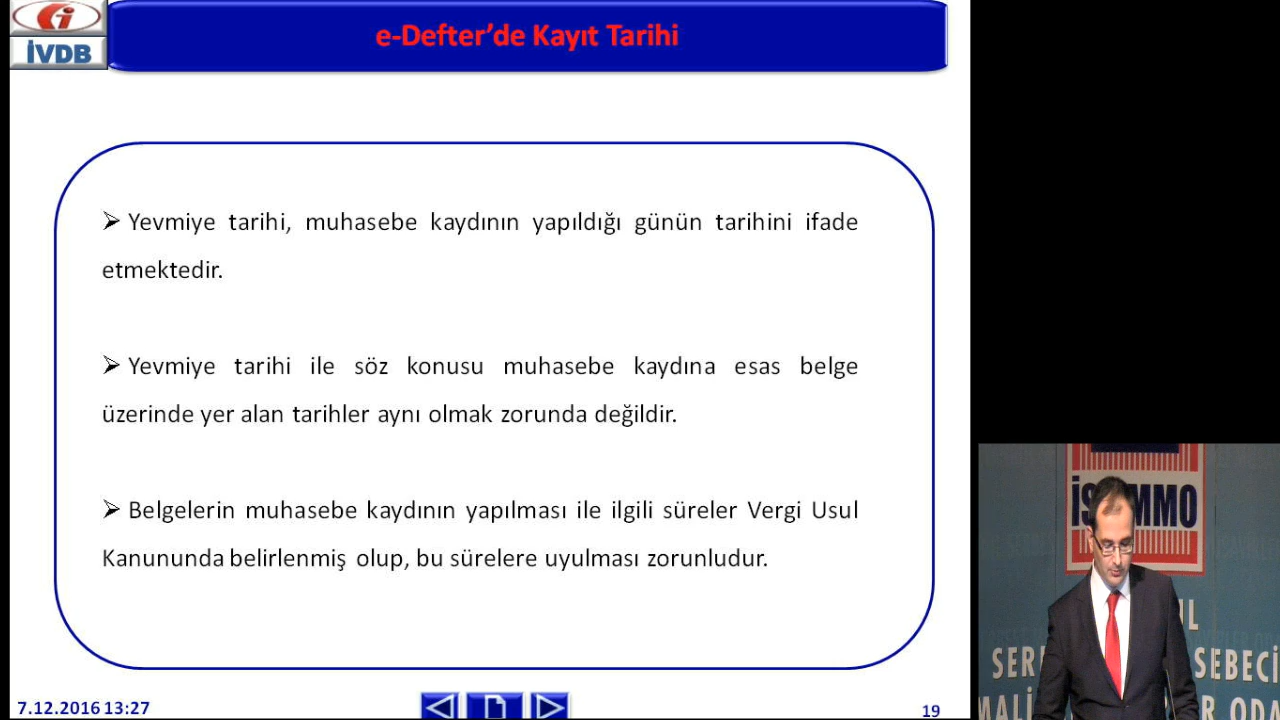 İVDB
e-Defter’de Kayıt Tarihi
➢ Yevmiye tarihi, muhasebe kaydının yapıldığı günün tarihini ifade
etmektedir.
➢ Yevmiye tarihi ile söz konusu muhasebe kaydına esas belge
üzerinde yer alan tarihler aynı olmak zorunda değildir.
➢ Belgelerin muhasebe kaydının yapılması ile ilgili süreler Vergi Usul
Kanununda belirlenmiş olup, bu sürelere uyulması zorunludur.
7.12.2016 13:27
19